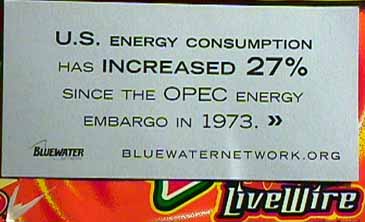 U.S. ENERGY CONSUMPTION
HAS INCREASED 27%
SINCE THE OPEC ENERGY
EMBARGO IN 1973. »
BLUEWATER
BLUEWATERNETWORK.ORG
LiveWire